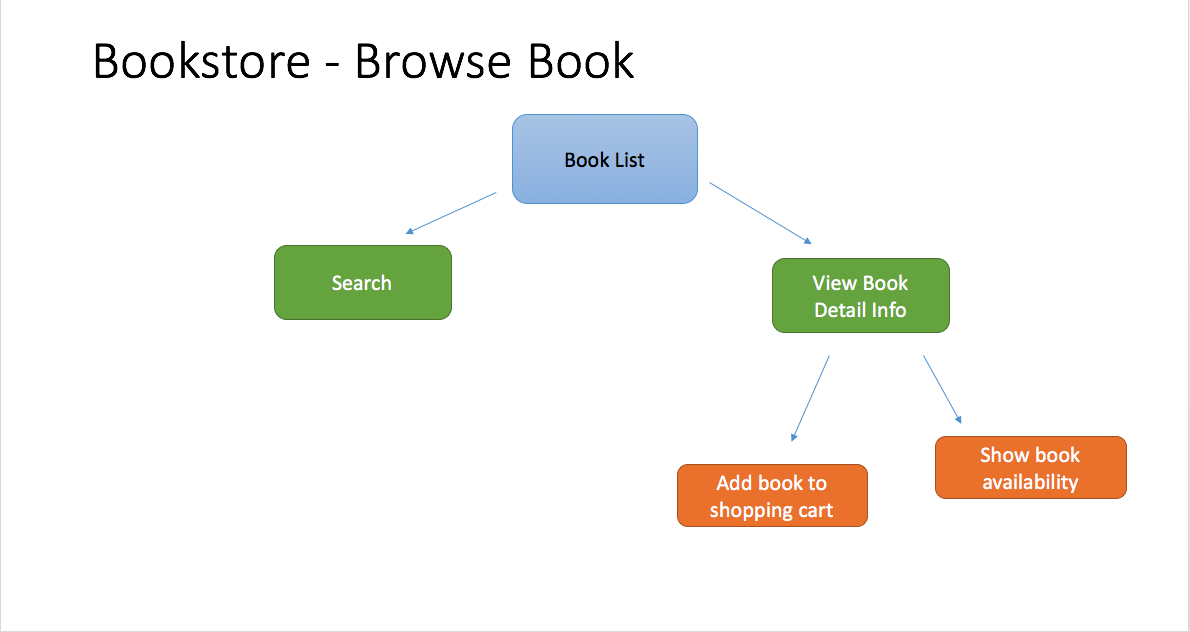 Bookstore - Browse Book
Book List
Search
View Book
Detail Info
Add book to
shopping cart
Show book
availability